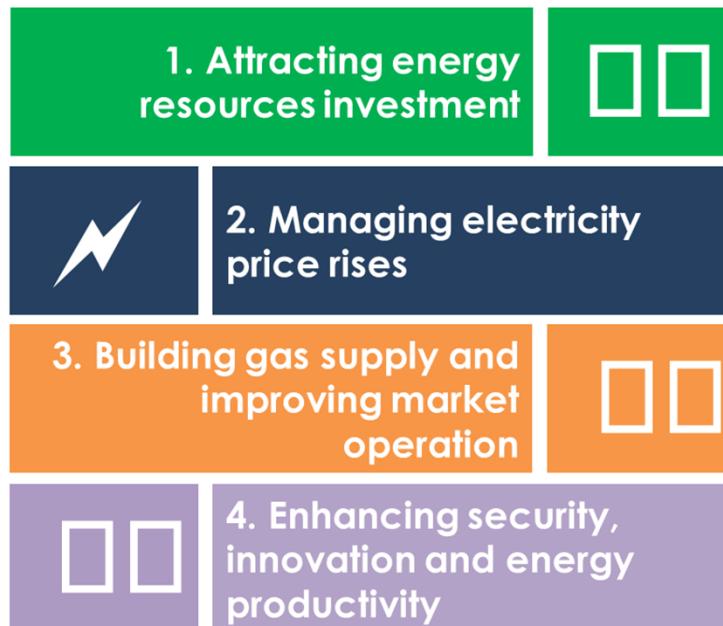 1. Attracting energy
resources investment
2. Managing electricity
price rises
3. Building gas supply and
improving market
operation
4. Enhancing security,
innovation and energy
productivity